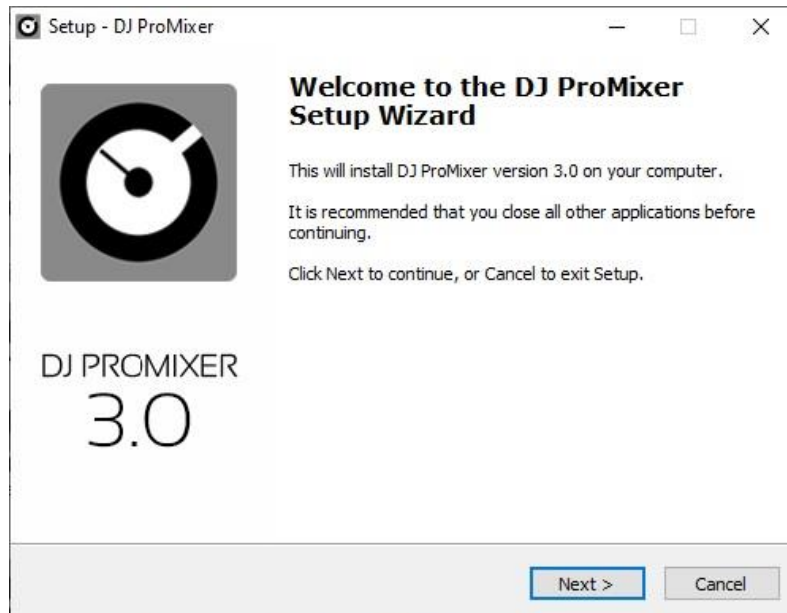 Setup - DJ ProMixer
Welcome to the DJ ProMixer
Setup Wizard
This will install DJ ProMixer version 3.0 on your computer.
It is recommended that you close all other applications before
continuing.
Click Next to continue, or Cancel to exit Setup.
DJ PROMIXER
3.0
Next >
Cancel